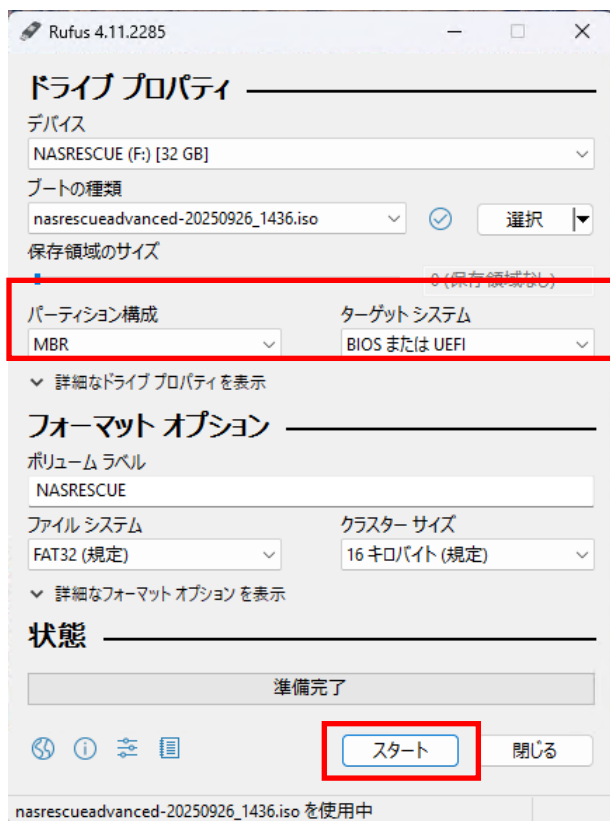 Rufus 4.11.2285
ドライブ プロパティ
デバイス
NASRESCUE (F:) [32 GB]
ブートの種類
nasrescueadvanced-20250926_1436.iso
選択
保存領域のサイズ
0 (保存領域なし)
パーティション構成 ターゲット システム
MBR BIOS または UEFI
詳細なドライブ プロパティを表示
フォーマット オプション
ボリューム ラベル
NASRESCUE
ファイル システム クラスター サイズ
FAT32 (規定) 16 キロバイト (規定)
詳細なフォーマット オプション を表示
状態
準備完了
スタート 閉じる
nasrescueadvanced-20250926_1436.iso を使用中